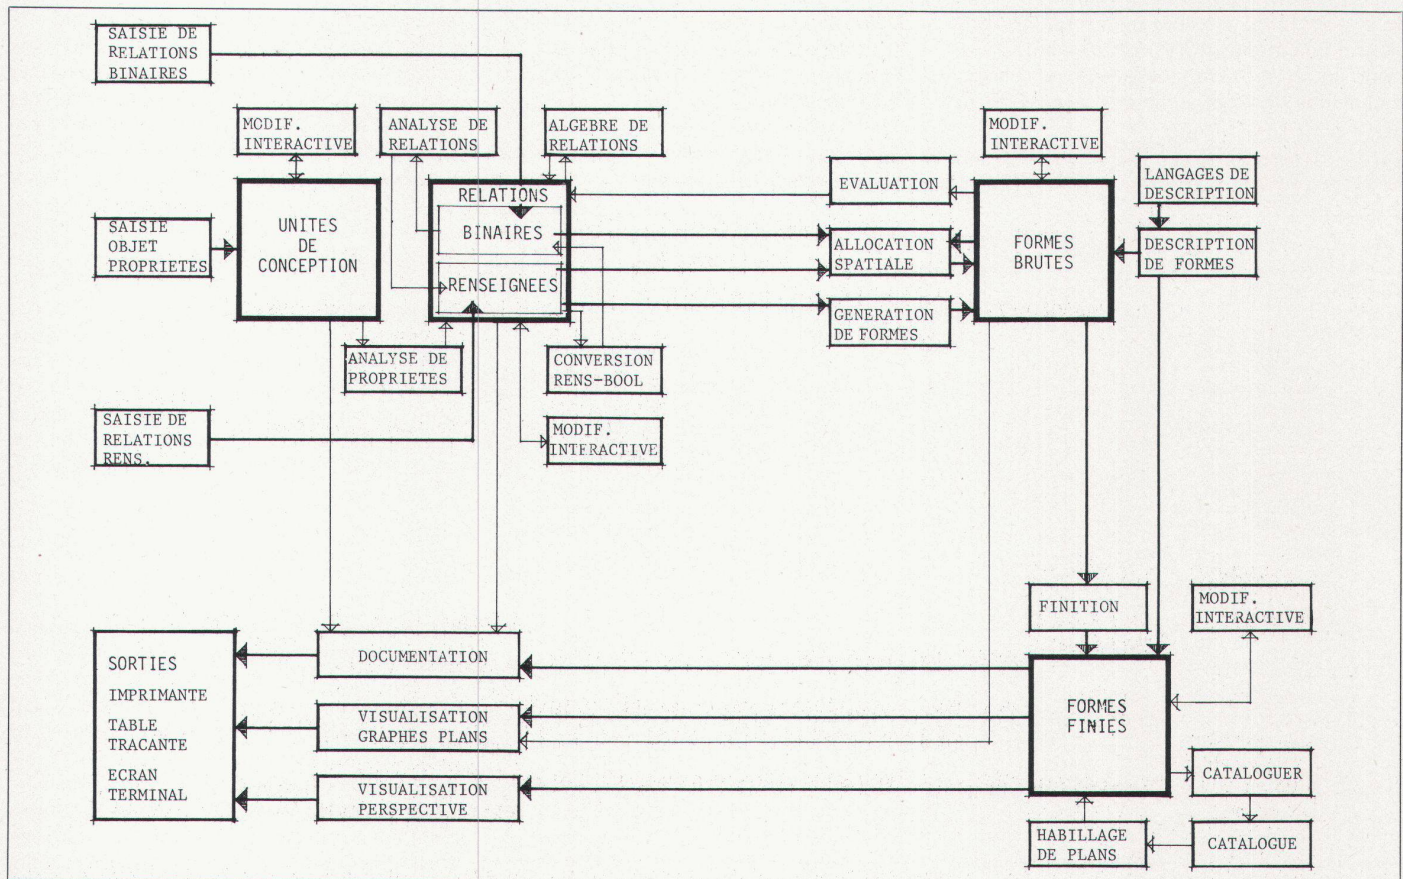 SAISIE DE
RELATIONS
BINAIRES
MODIF.
INTERACTIVE
ANALYSE DE
RELATIONS
ALGEBRE DE
RELATIONS
MODIF.
INTERACTIVE
EVALUATION
LANGAGES DE
DESCRIPTION
SAISIE
OBJET
PROPRIETES
UNITES
DE
CONCEPTION
RELATIONS
BINAIRES
RENSEIGNEES
ALLOCATION
SPATIALE
FORMES
BRUTES
DESCRIPTION
DE FORMES
GENERATION
DE FORMES
ANALYSE DE
PROPRIETES
CONVERSION
RENS-BOOL
SAISIE DE
RELATIONS
RENS.
MODIF.
INTERACTIVE
FINITION
MODIF.
INTERACTIVE
SORTIES
IMPRIMANTE
TABLE
TRACANTE
ECRAN
TERMINAL
DOCUMENTATION
VISUALISATION
GRAPHES PLANS
VISUALISATION
PERSPECTIVE
FORMES
FINIES
CATALOGUER
HABILLAGE
DE PLANS
CATALOGUE